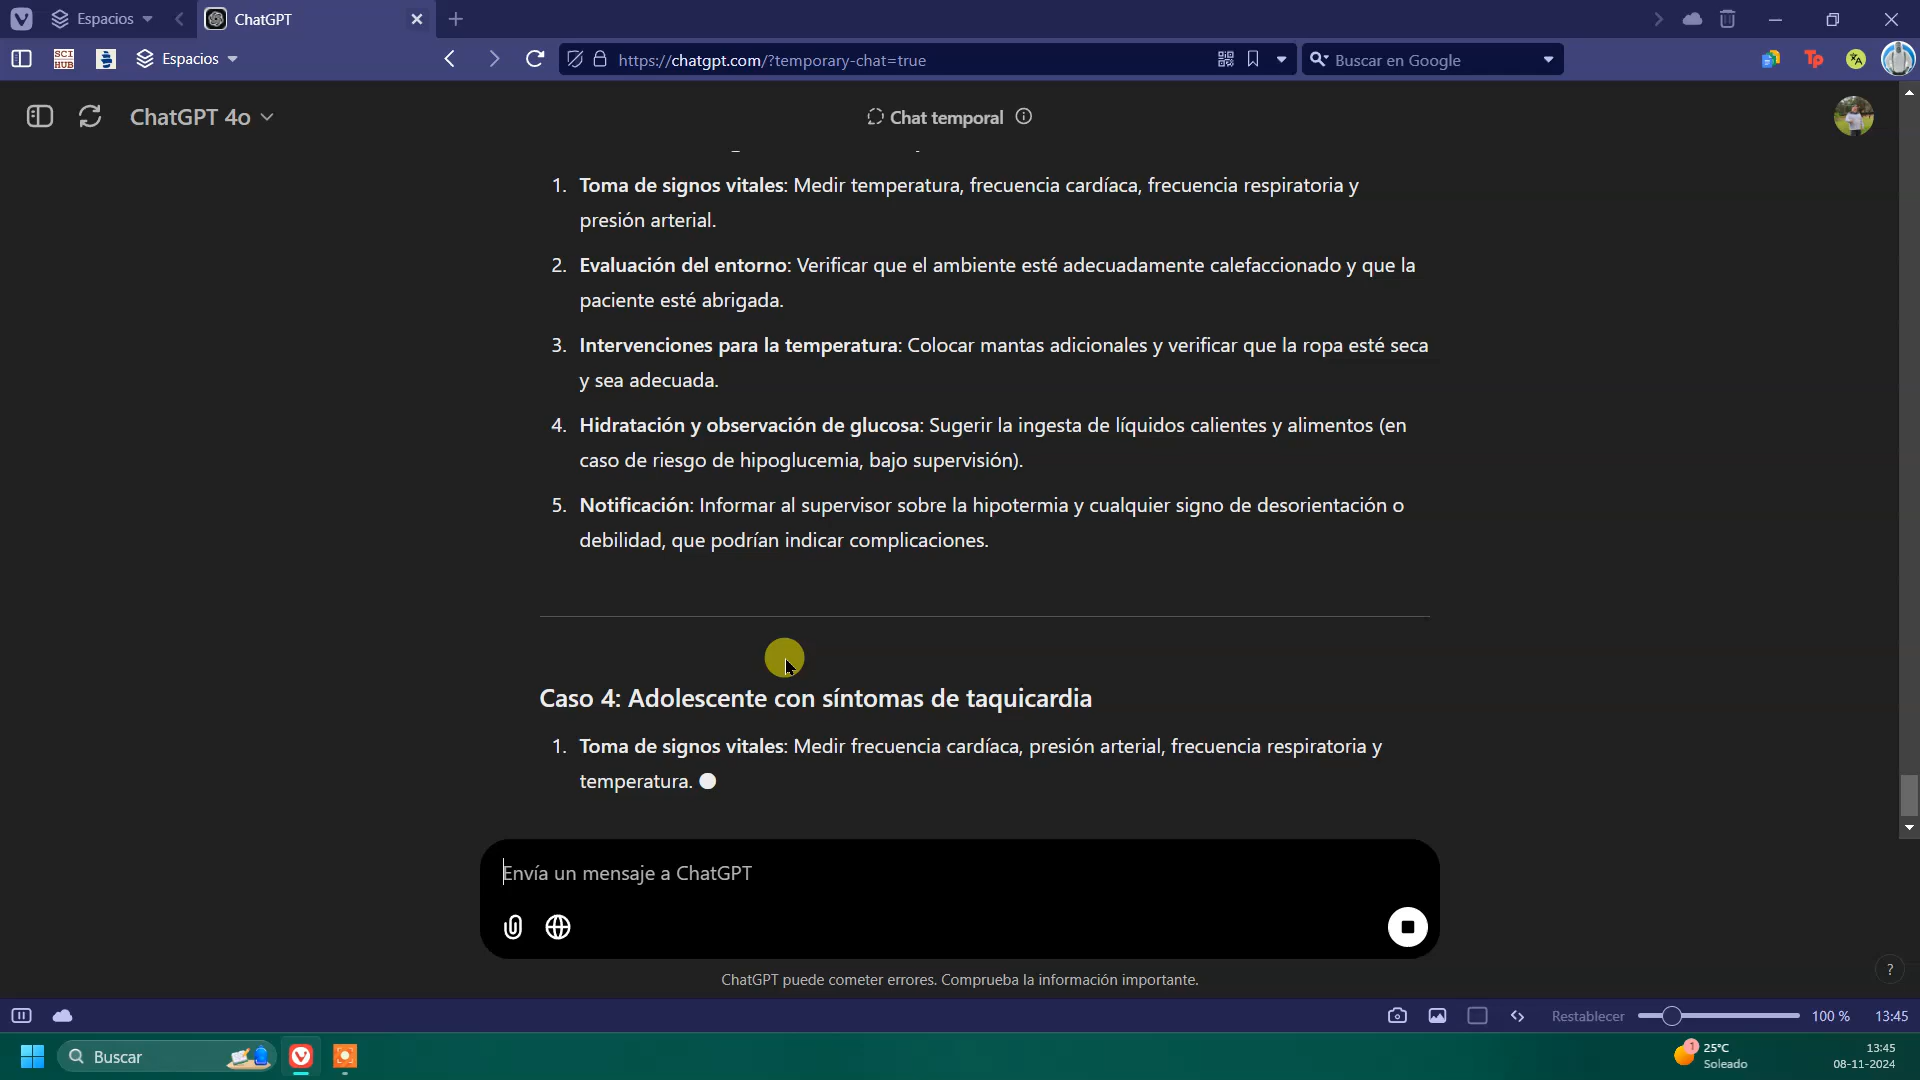 Espacios
ChatGPT
SCI
HUB
Espacios
https://chatgpt.com/?temporary-chat=true
Buscar en Google
Tp
ChatGPT 4o
Chat temporal
1. Toma de signos vitales: Medir temperatura, frecuencia cardíaca, frecuencia respiratoria y
presión arterial.
2. Evaluación del entorno: Verificar que el ambiente esté adecuadamente calefaccionado y que la
paciente esté abrigada.
3. Intervenciones para la temperatura: Colocar mantas adicionales y verificar que la ropa esté seca
y sea adecuada.
4. Hidratación y observación de glucosa: Sugerir la ingesta de líquidos calientes y alimentos (en
caso de riesgo de hipoglucemia, bajo supervisión).
5. Notificación: Informar al supervisor sobre la hipotermia y cualquier signo de desorientación o
debilidad, que podrían indicar complicaciones.
Caso 4: Adolescente con síntomas de taquicardia
1. Toma de signos vitales: Medir frecuencia cardíaca, presión arterial, frecuencia respiratoria y
temperatura.
Envía un mensaje a ChatGPT
ChatGPT puede cometer errores. Comprueba la información importante.
?
Restablecer
100 %
13:45
Buscar
1
25°C
Soleado
13:45
08-11-2024